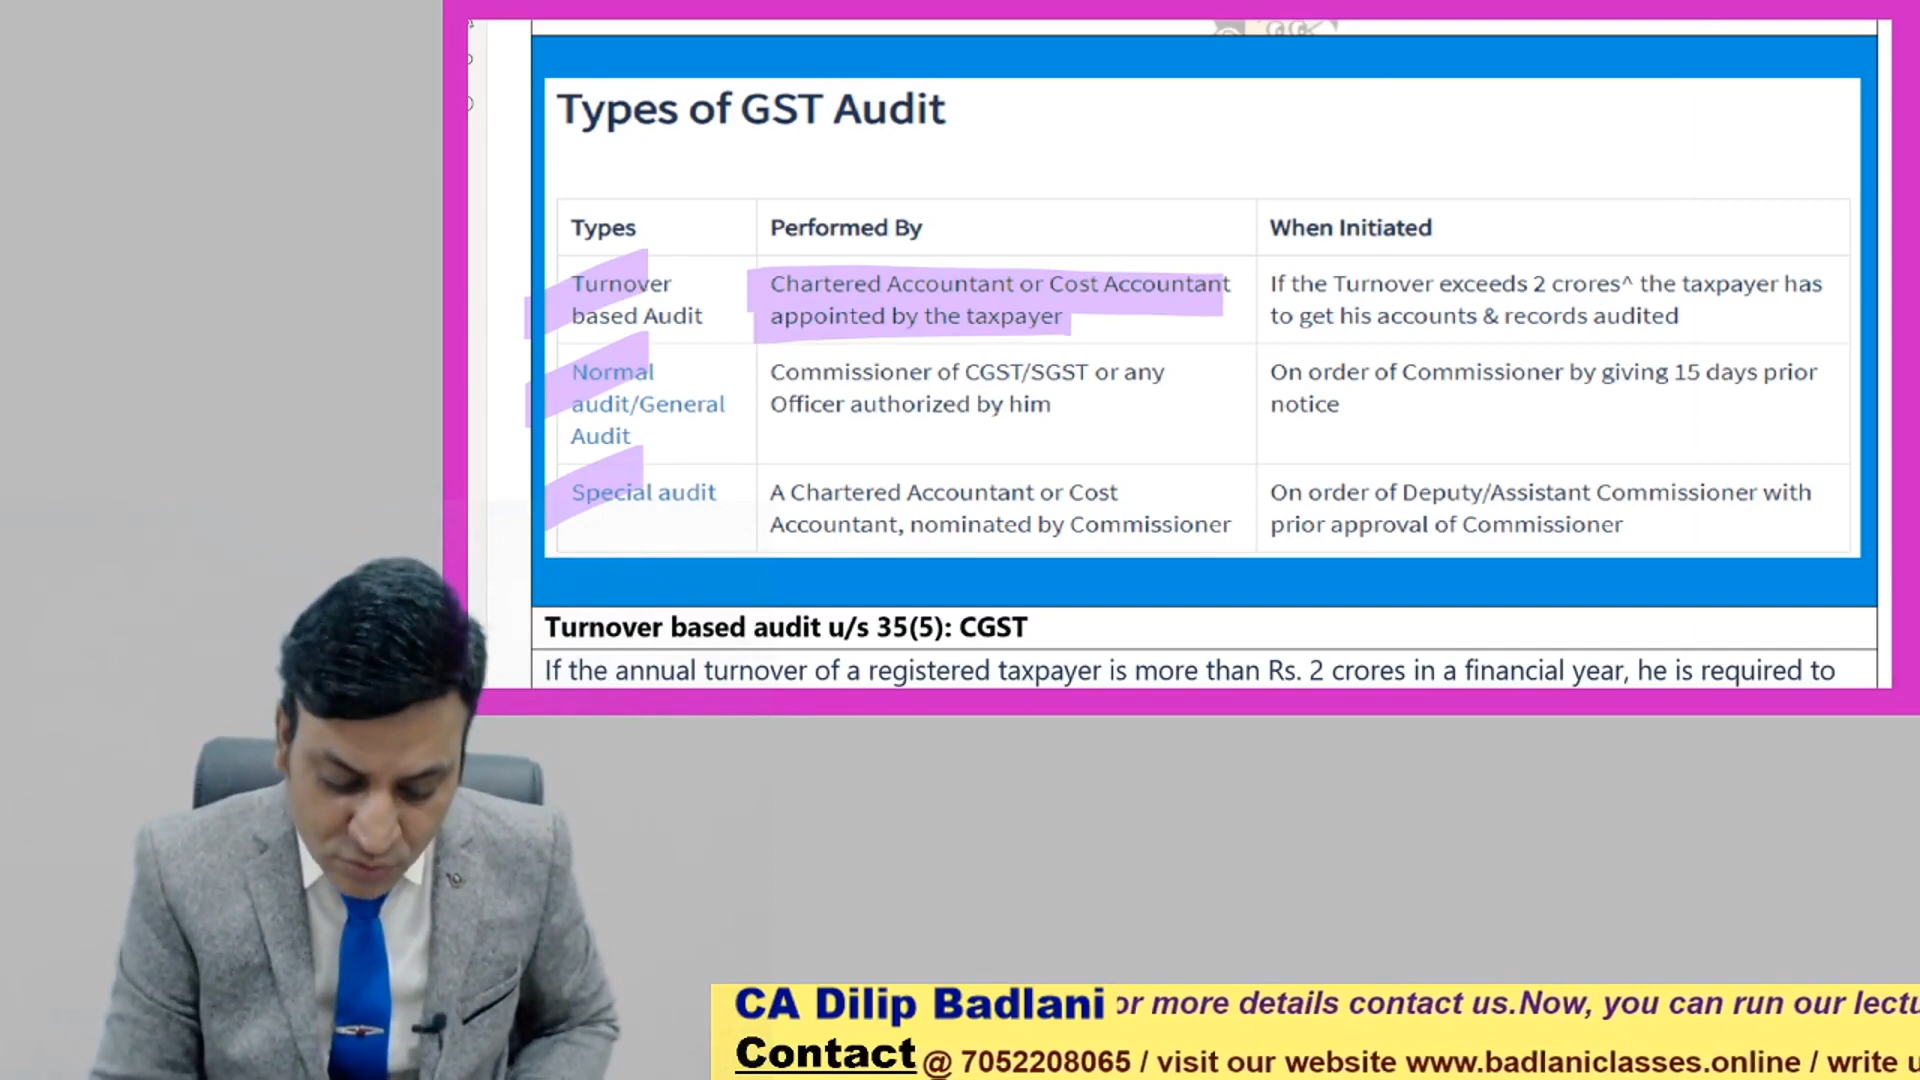 Types of GST Audit
Types
Performed By
When Initiated
Turnover
based Audit
Chartered Accountant or Cost Accountant
appointed by the taxpayer
If the Turnover exceeds 2 crores^ the taxpayer has
to get his accounts & records audited
Normal
audit/General
Audit
Commissioner of CGST/SGST or any
Officer authorized by him
On order of Commissioner by giving 15 days prior
notice
Special audit
A Chartered Accountant or Cost
Accountant, nominated by Commissioner
On order of Deputy/Assistant Commissioner with
prior approval of Commissioner
Turnover based audit u/s 35(5): CGST
If the annual turnover of a registered taxpayer is more than Rs. 2 crores in a financial year, he is required to
CA Dilip Badlani or more details contact us.Now, you can run our lectu
Contact @ 7052208065 / visit our website www.badlaniclasses.online / write u